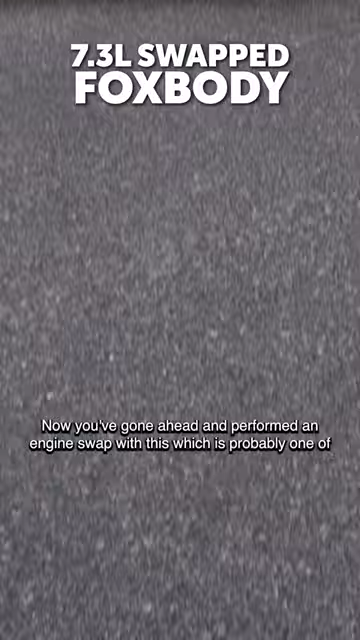 7.3L SWAPPED
FOXBODY
Now you've gone ahead and performed an
engine swap with this which is probably one of